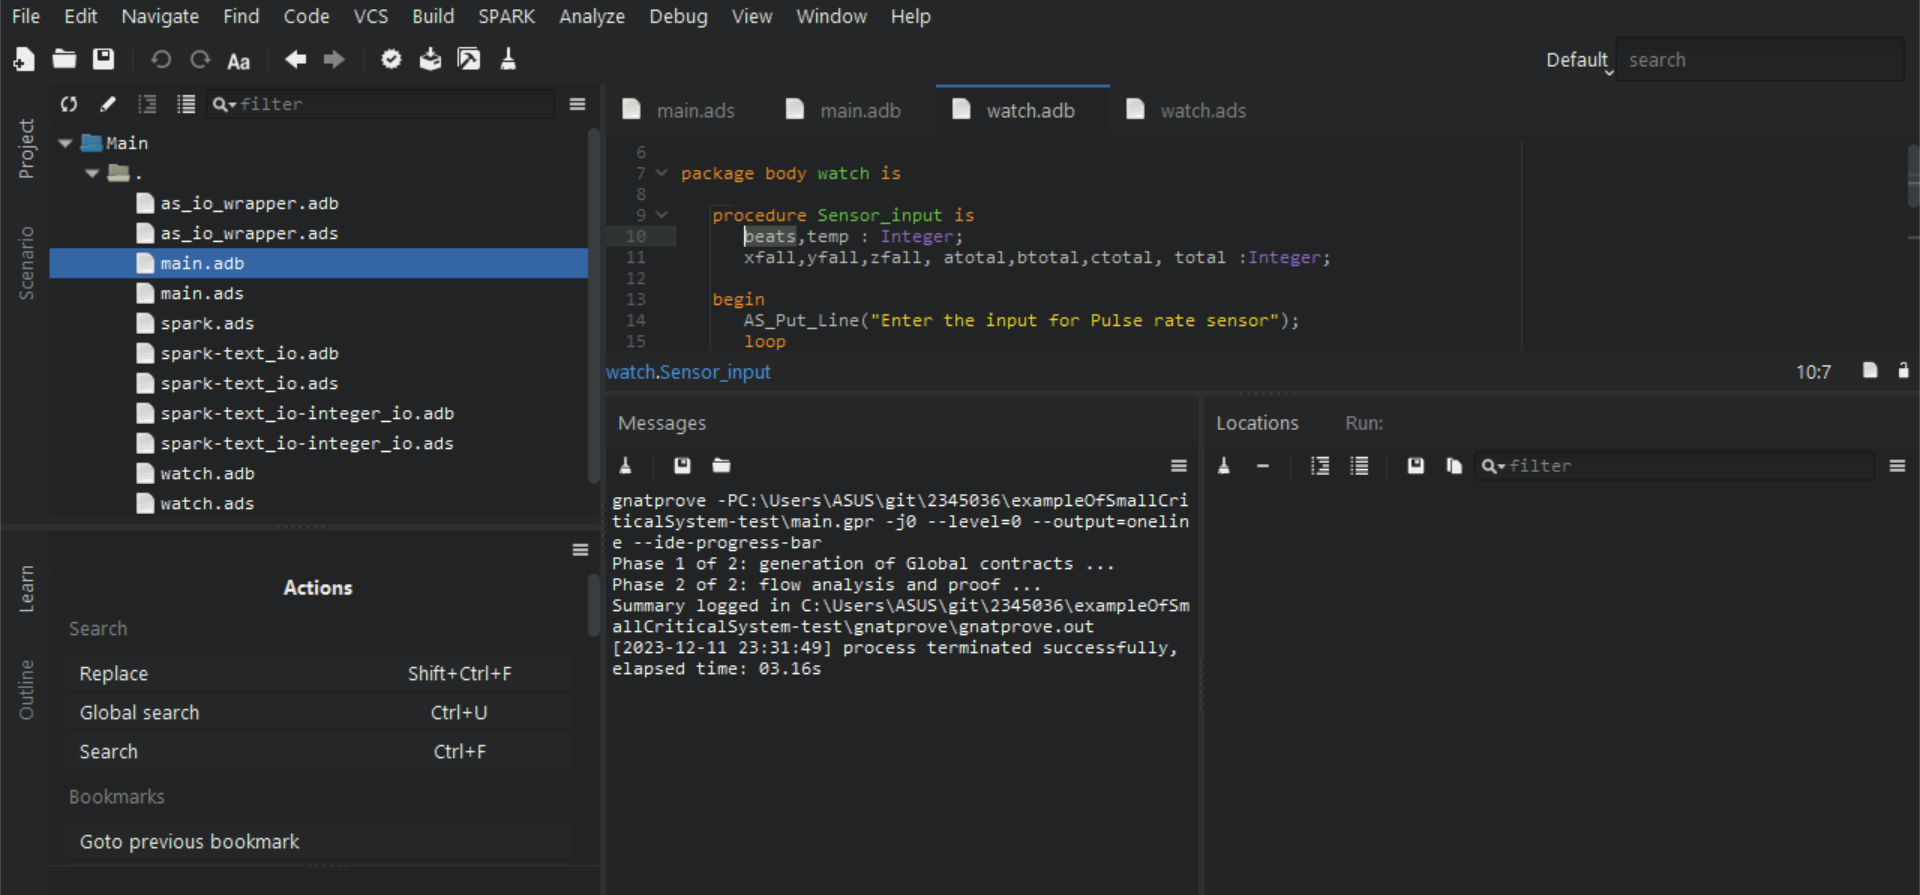 File Edit Navigate Find Code VCS Build SPARK Analyze Debug View Window Help
Aa
Default search
Project
Scenario
filter
Main
.
as_io_wrapper.adb
as_io_wrapper.ads
main.adb
main.ads
spark.ads
spark-text_io.adb
spark-text_io.ads
spark-text_io-integer_io.adb
spark-text_io-integer_io.ads
watch.adb
watch.ads
main.ads main.adb watch.adb watch.ads
6
7 package body watch is
8
9 procedure Sensor_input is
10 beats,temp : Integer;
11 xfall,yfall,zfall, atotal,btotal,ctotal, total :Integer;
12
13 begin
14 AS_Put_Line("Enter the input for Pulse rate sensor");
15 loop
watch.Sensor_input 10:7
Learn
Outline
Actions
Search
Replace Shift+Ctrl+F
Global search Ctrl+U
Search Ctrl+F
Bookmarks
Goto previous bookmark
Messages
gnatprove -PC:\Users\ASUS\git\2345036\exampleOfSmallCri
ticalSystem-test\main.gpr -j0 --level=0 --output=onelin
e --ide-progress-bar
Phase 1 of 2: generation of Global contracts ...
Phase 2 of 2: flow analysis and proof ...
Summary logged in C:\Users\ASUS\git\2345036\exampleOfSm
allCriticalSystem-test\gnatprove\gnatprove.out
[2023-12-11 23:31:49] process terminated successfully,
elapsed time: 03.16s
Locations Run:
filter